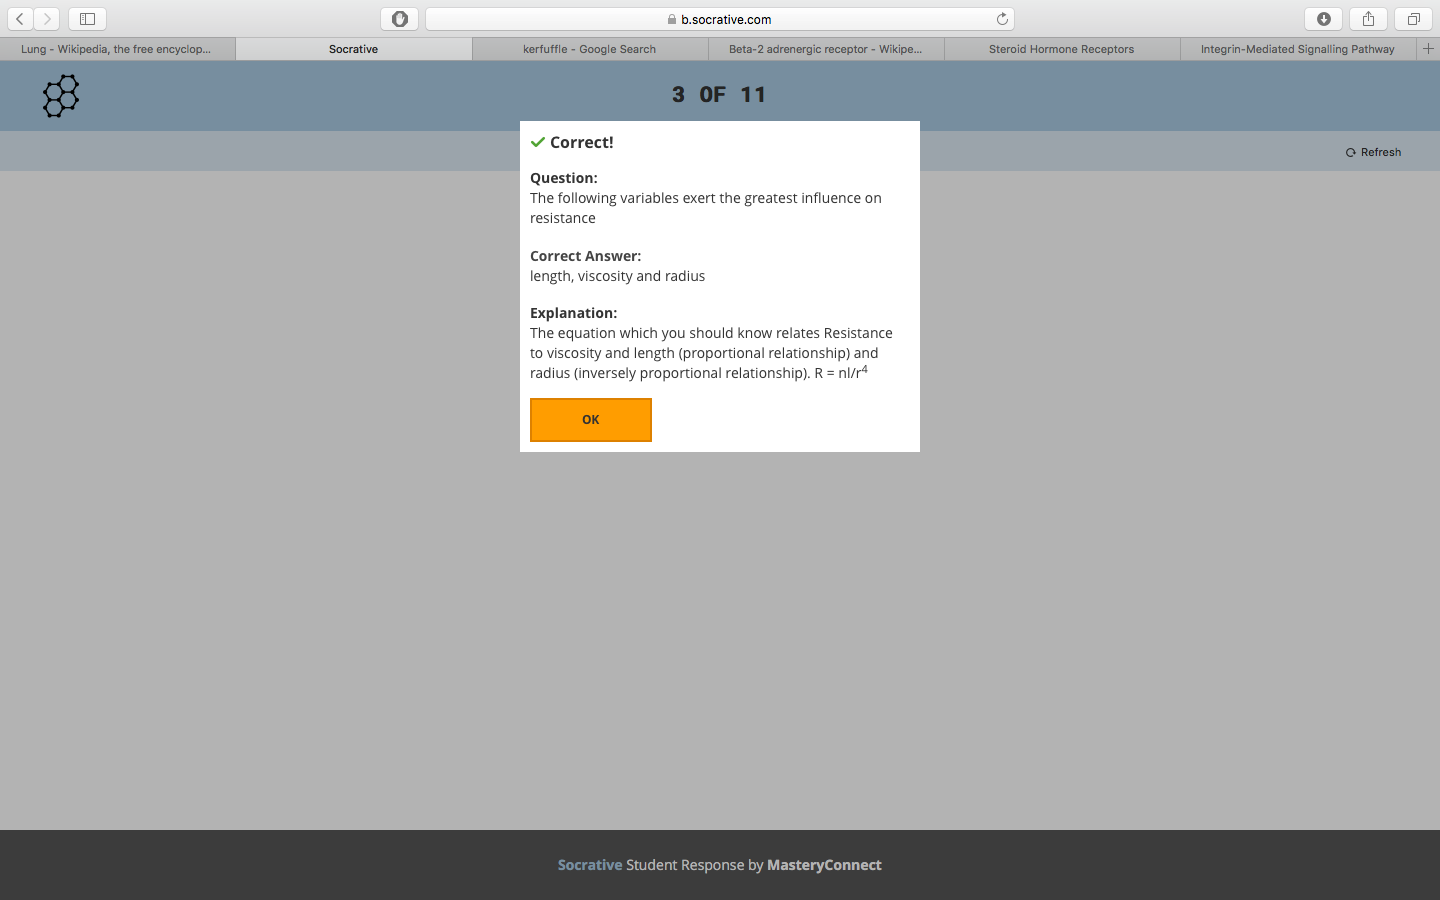 b.socrative.com
Lung - Wikipedia, the free encyclop...
Socrative
kerfuffle - Google Search
Beta-2 adrenergic receptor - Wikipe...
Steroid Hormone Receptors
Integrin-Mediated Signalling Pathway
3 OF 11
Refresh
Correct!
Question:
The following variables exert the greatest influence on
resistance
Correct Answer:
length, viscosity and radius
Explanation:
The equation which you should know relates Resistance
to viscosity and length (proportional relationship) and
radius (inversely proportional relationship). R = nl/r⁴
OK
Socrative Student Response by MasteryConnect